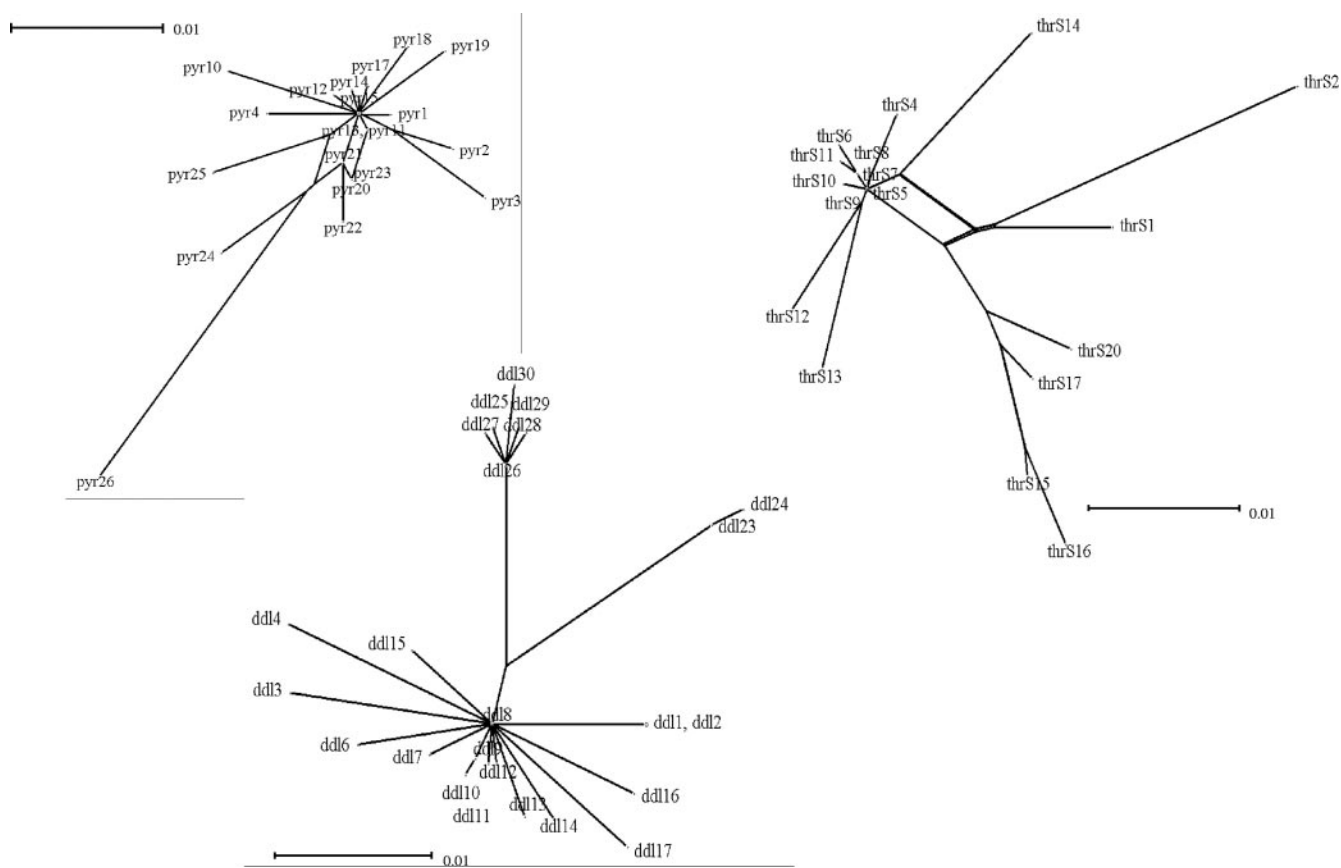 0.01
pyr18
pyr19
pyr17
pyr10
pyr14
pyr12
pyr4
pyr1
pyr13, pyr11
pyr2
pyr21
pyr25
pyr23
pyr20
pyr3
pyr22
pyr24
pyr26
thrS14
thrS2
thrS4
thrS6
thrS8
thrS11
thrS7
thrS10
thrS5
thrS9
thrS1
thrS12
thrS20
thrS13
thrS17
thrS15
thrS16
0.01
ddl30
ddl25
ddl29
ddl27
ddl28
ddl26
ddl24
ddl23
ddl4
ddl15
ddl3
ddl8
ddl1, ddl2
ddl6
ddl9
ddl7
ddl12
ddl10
ddl16
ddl13
ddl11
ddl14
ddl17
0.01